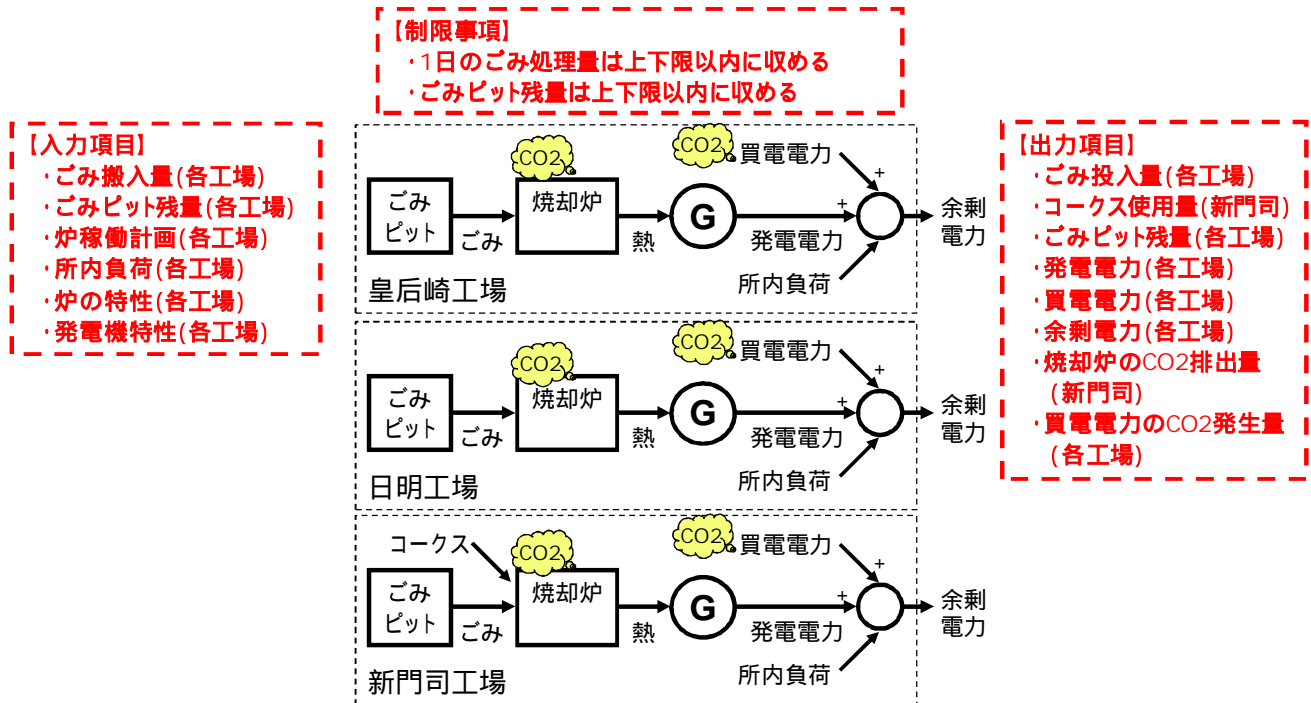 【制限事項】
・1日のごみ処理量は上下限以内に収める
・ごみピット残量は上下限以内に収める
【入力項目】
・ごみ搬入量(各工場)
・ごみピット残量(各工場)
・炉稼働計画(各工場)
・所内負荷(各工場)
・炉の特性(各工場)
・発電機特性(各工場)
CO2
CO2
買電電力
+
ごみ
ピット
ごみ
焼却炉
熱
G
+
発電電力
所内負荷
余剰
電力
皇后崎工場
CO2
CO2
買電電力
+
ごみ
ピット
ごみ
焼却炉
熱
G
+
発電電力
所内負荷
余剰
電力
日明工場
コークス
CO2
CO2
買電電力
+
ごみ
ピット
ごみ
焼却炉
熱
G
+
発電電力
所内負荷
余剰
電力
新門司工場
【出力項目】
・ごみ投入量(各工場)
・コークス使用量(新門司)
・ごみピット残量(各工場)
・発電電力(各工場)
・買電電力(各工場)
・余剰電力(各工場)
・焼却炉のCO2排出量
(新門司)
・買電電力のCO2発生量
(各工場)